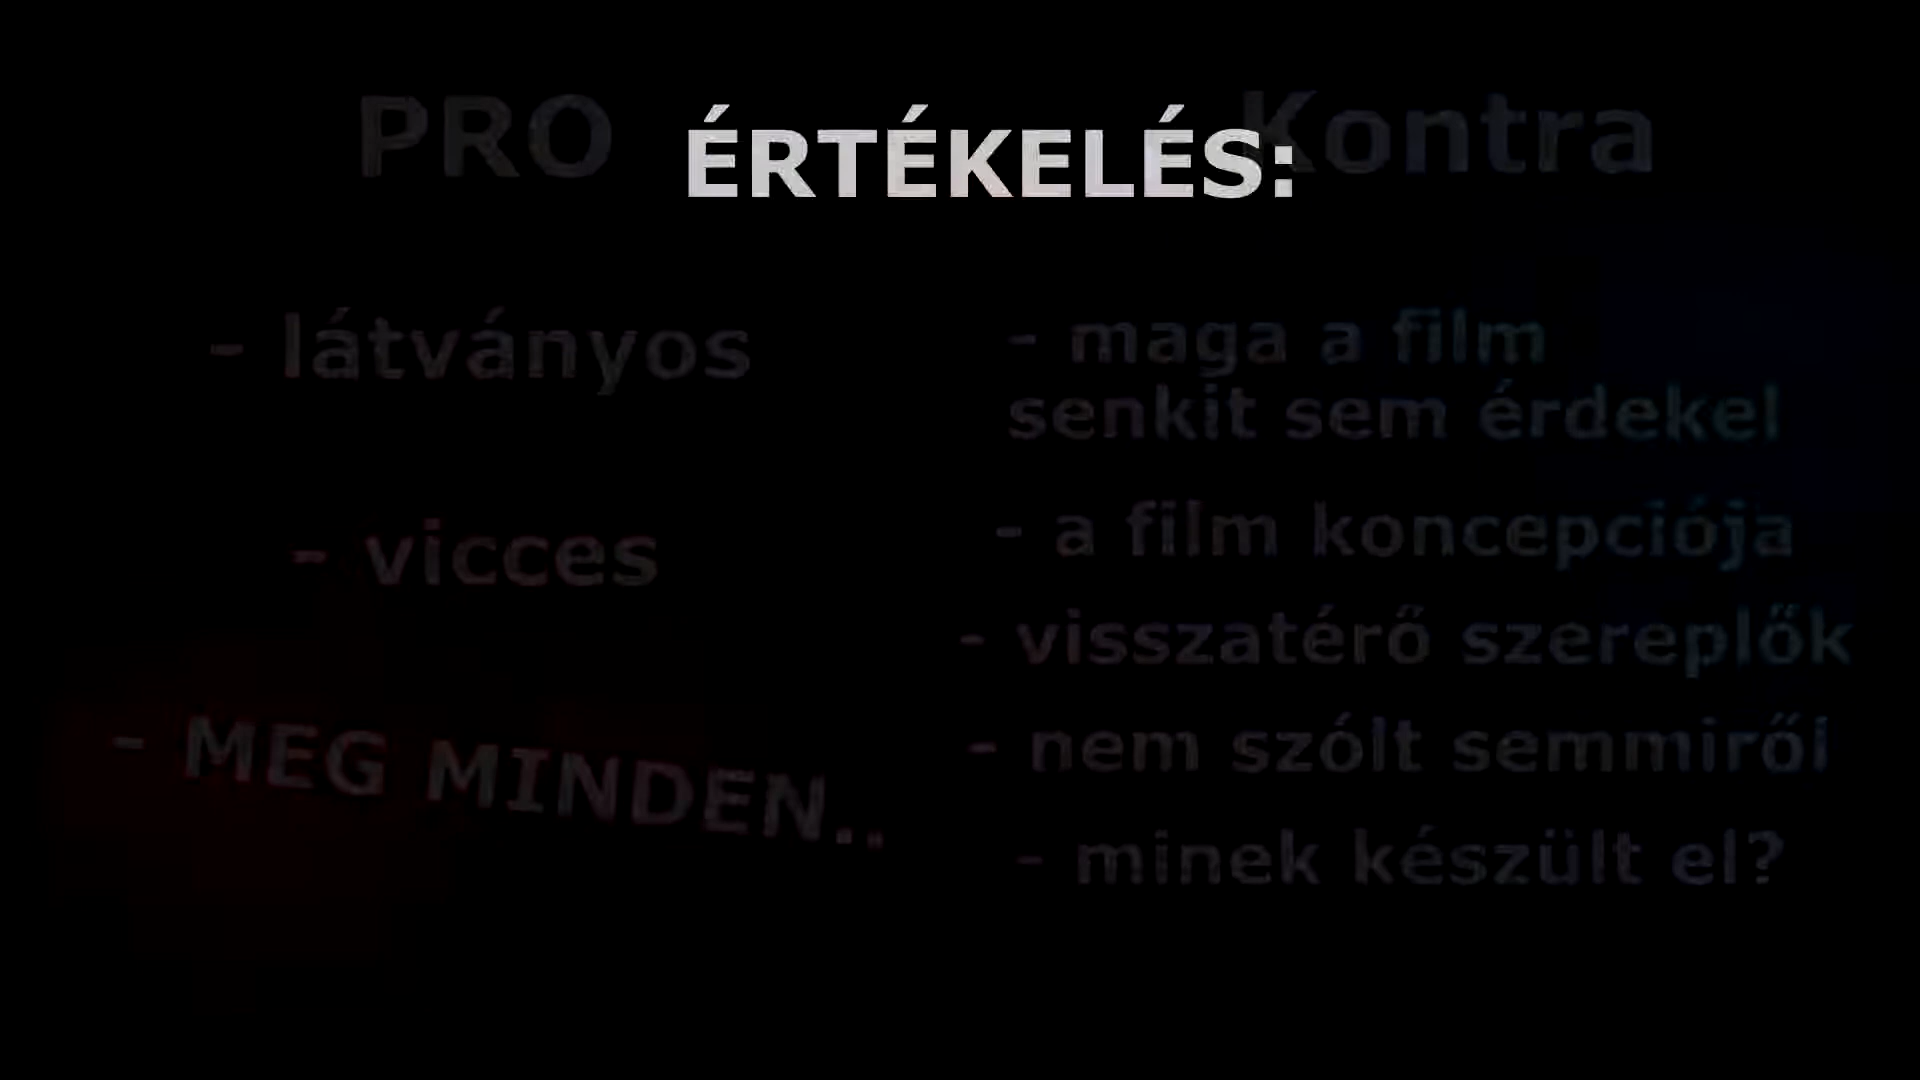 ÉRTÉKELÉS:
PRO
- látványos
- vicces
- MEG MINDEN..
Kontra
- maga a film
senkit sem érdekel
- a film koncepciója
- visszatérő szereplők
- nem szólt semmiről
- minek készült el?